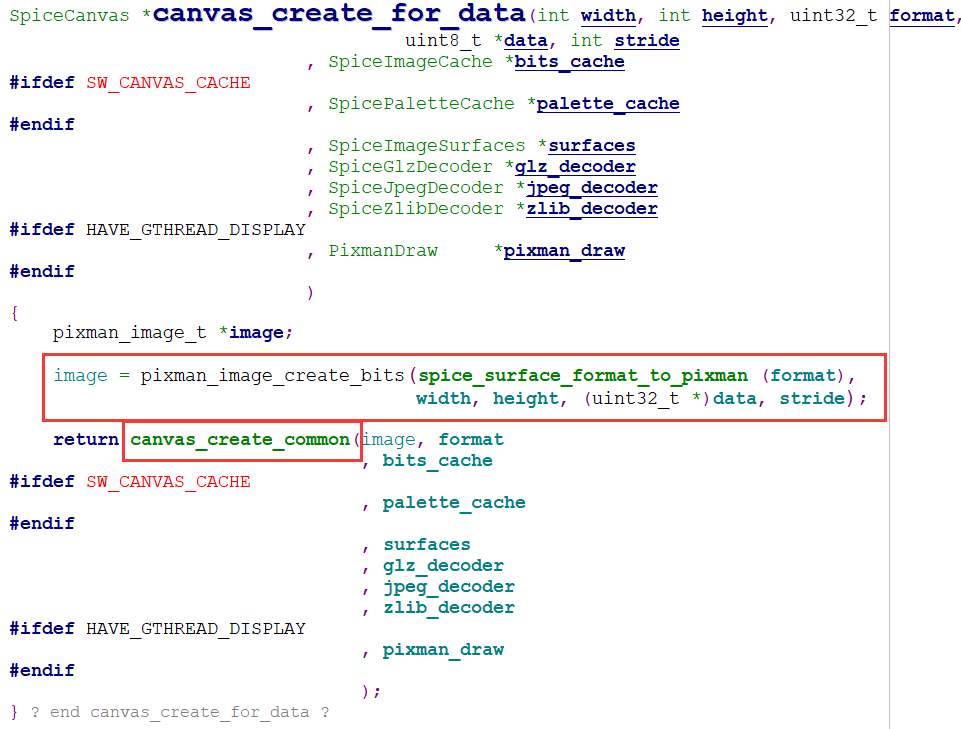 SpiceCanvas *canvas_create_for_data(int width, int height, uint32_t format,
uint8_t *data, int stride
, SpiceImageCache *bits_cache
#ifdef SW_CANVAS_CACHE
, SpicePaletteCache *palette_cache
#endif
, SpiceImageSurfaces *surfaces
, SpiceGlzDecoder *glz_decoder
, SpiceJpegDecoder *jpeg_decoder
, SpiceZlibDecoder *zlib_decoder
#ifdef HAVE_GTHREAD_DISPLAY
, PixmanDraw *pixman_draw
#endif
)
{
pixman_image_t *image;
image = pixman_image_create_bits(spice_surface_format_to_pixman (format),
width, height, (uint32_t *)data, stride);
return canvas_create_common(image, format
, bits_cache
#ifdef SW_CANVAS_CACHE
, palette_cache
#endif
, surfaces
, glz_decoder
, jpeg_decoder
, zlib_decoder
#ifdef HAVE_GTHREAD_DISPLAY
, pixman_draw
#endif
);
} ? end canvas_create_for_data ?